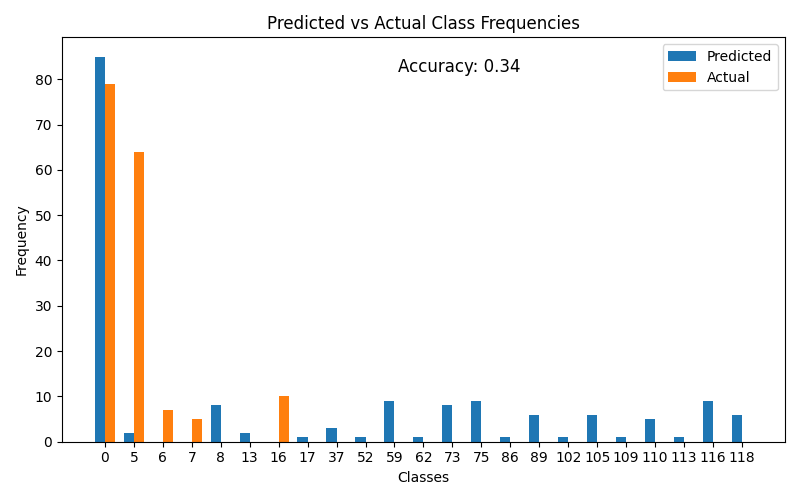 Predicted vs Actual Class Frequencies
Accuracy: 0.34
Predicted
Actual
Frequency
80
70
60
50
40
30
20
10
0
0 5 6 7 8 13 16 17 37 52 59 62 73 75 86 89 102 105 109 110 113 116 118
Classes